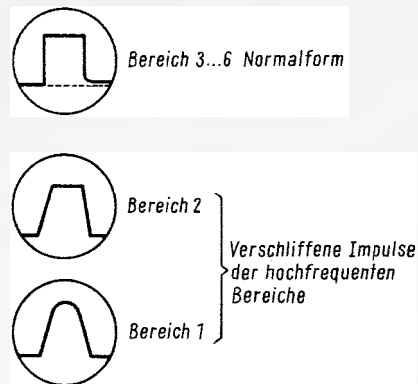 Bereich 3...6 Normalform
Bereich 2
Verschliffene Impulse
der hochfrequenten
Bereiche
Bereich 1